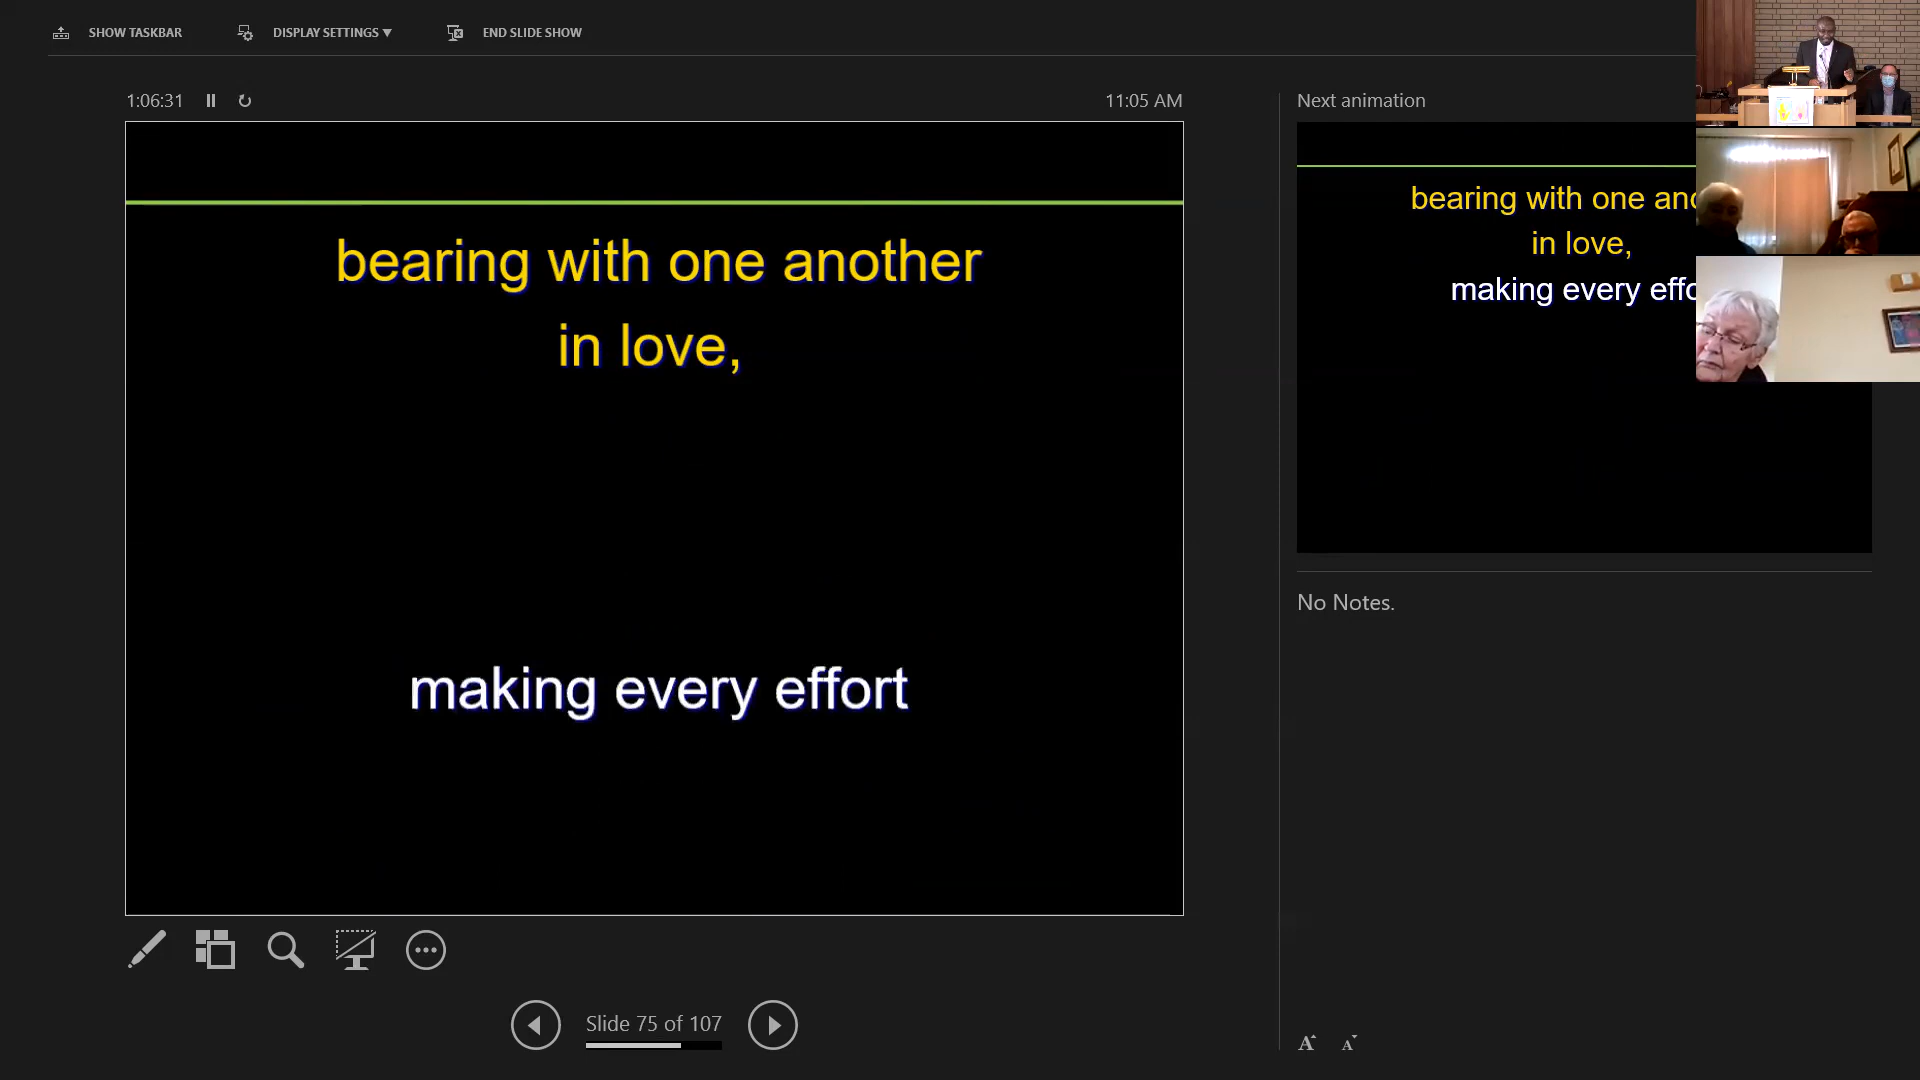 SHOW TASKBAR
DISPLAY SETTINGS ▼
END SLIDE SHOW
1:06:31
11:05 AM
Next animation
bearing with one another
in love,
making every effort
bearing with one ano
in love,
making every effo
No Notes.
Slide 75 of 107
A A